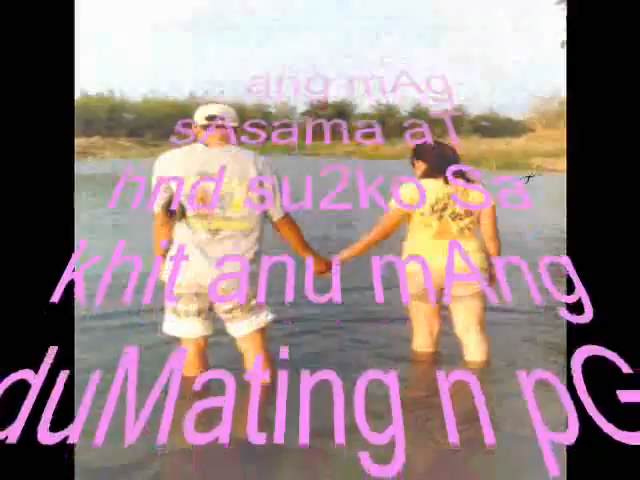 ang mAg
sAsama aT
hnd su2ko Sa
khit anu mAng
duMating n pG